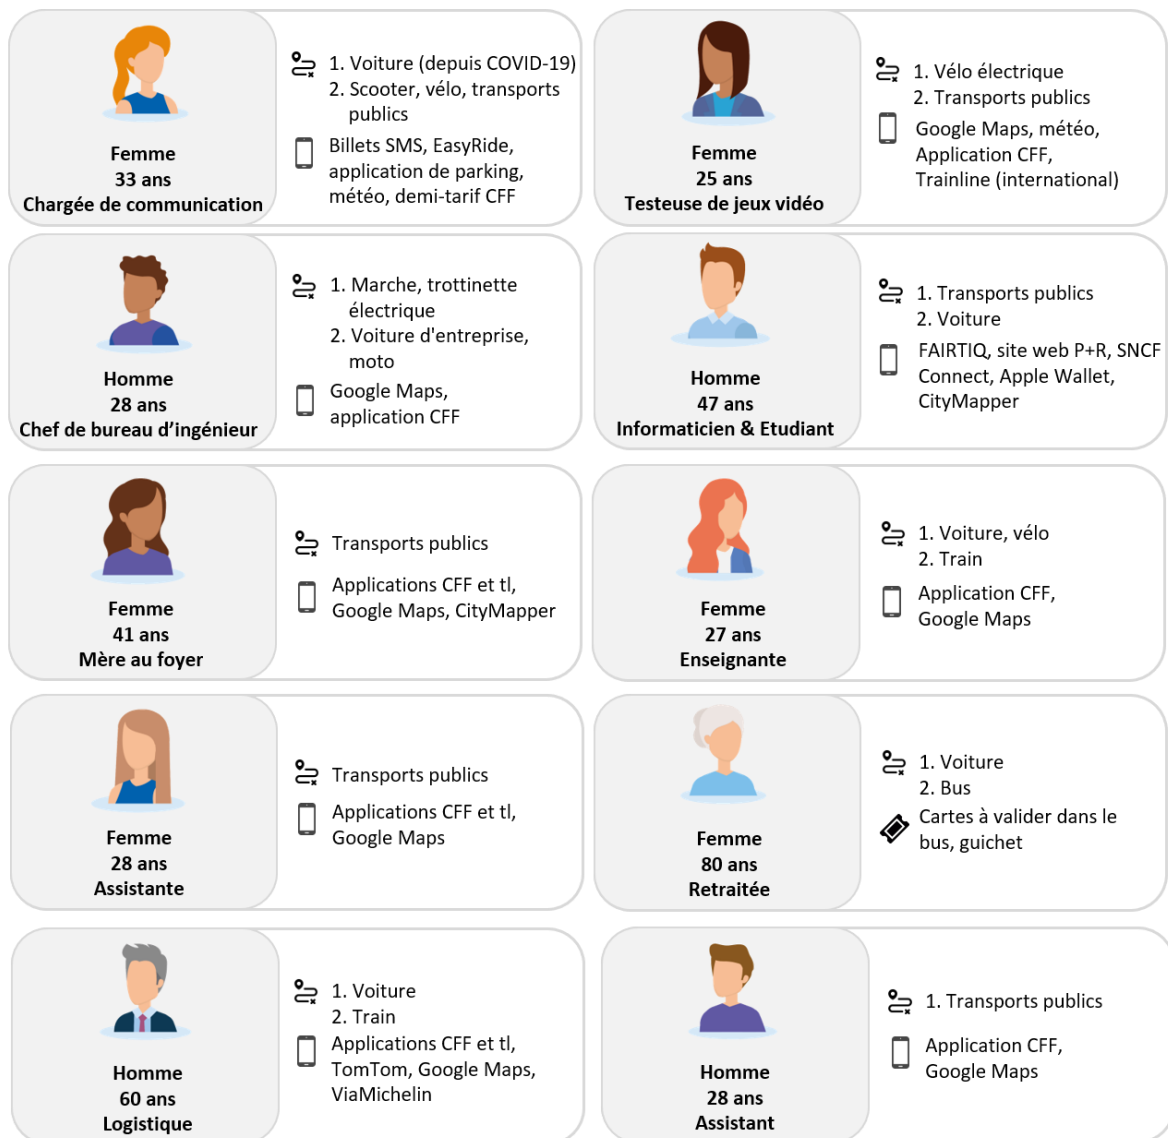 Femme
33 ans
Chargée de communication
1. Voiture (depuis COVID-19)
2. Scooter, vélo, transports
publics
Billets SMS, EasyRide,
application de parking,
météo, demi-tarif CFF
Femme
25 ans
Testeuse de jeux vidéo
1. Vélo électrique
2. Transports publics
Google Maps, météo,
Application CFF,
Trainline (international)
Homme
28 ans
Chef de bureau d’ingénieur
1. Marche, trottinette
électrique
2. Voiture d'entreprise,
moto
Google Maps,
application CFF
Homme
47 ans
Informaticien & Etudiant
1. Transports publics
2. Voiture
FAIRTIQ, site web P+R, SNCF
Connect, Apple Wallet,
CityMapper
Femme
41 ans
Mère au foyer
Transports publics
Applications CFF et tl,
Google Maps, CityMapper
Femme
27 ans
Enseignante
1. Voiture, vélo
2. Train
Application CFF,
Google Maps
Femme
28 ans
Assistante
Transports publics
Applications CFF et tl,
Google Maps
Femme
80 ans
Retraitée
1. Voiture
2. Bus
Cartes à valider dans le
bus, guichet
Homme
60 ans
Logistique
1. Voiture
2. Train
Applications CFF et tl,
TomTom, Google Maps,
ViaMichelin
Homme
28 ans
Assistant
1. Transports publics
Application CFF,
Google Maps